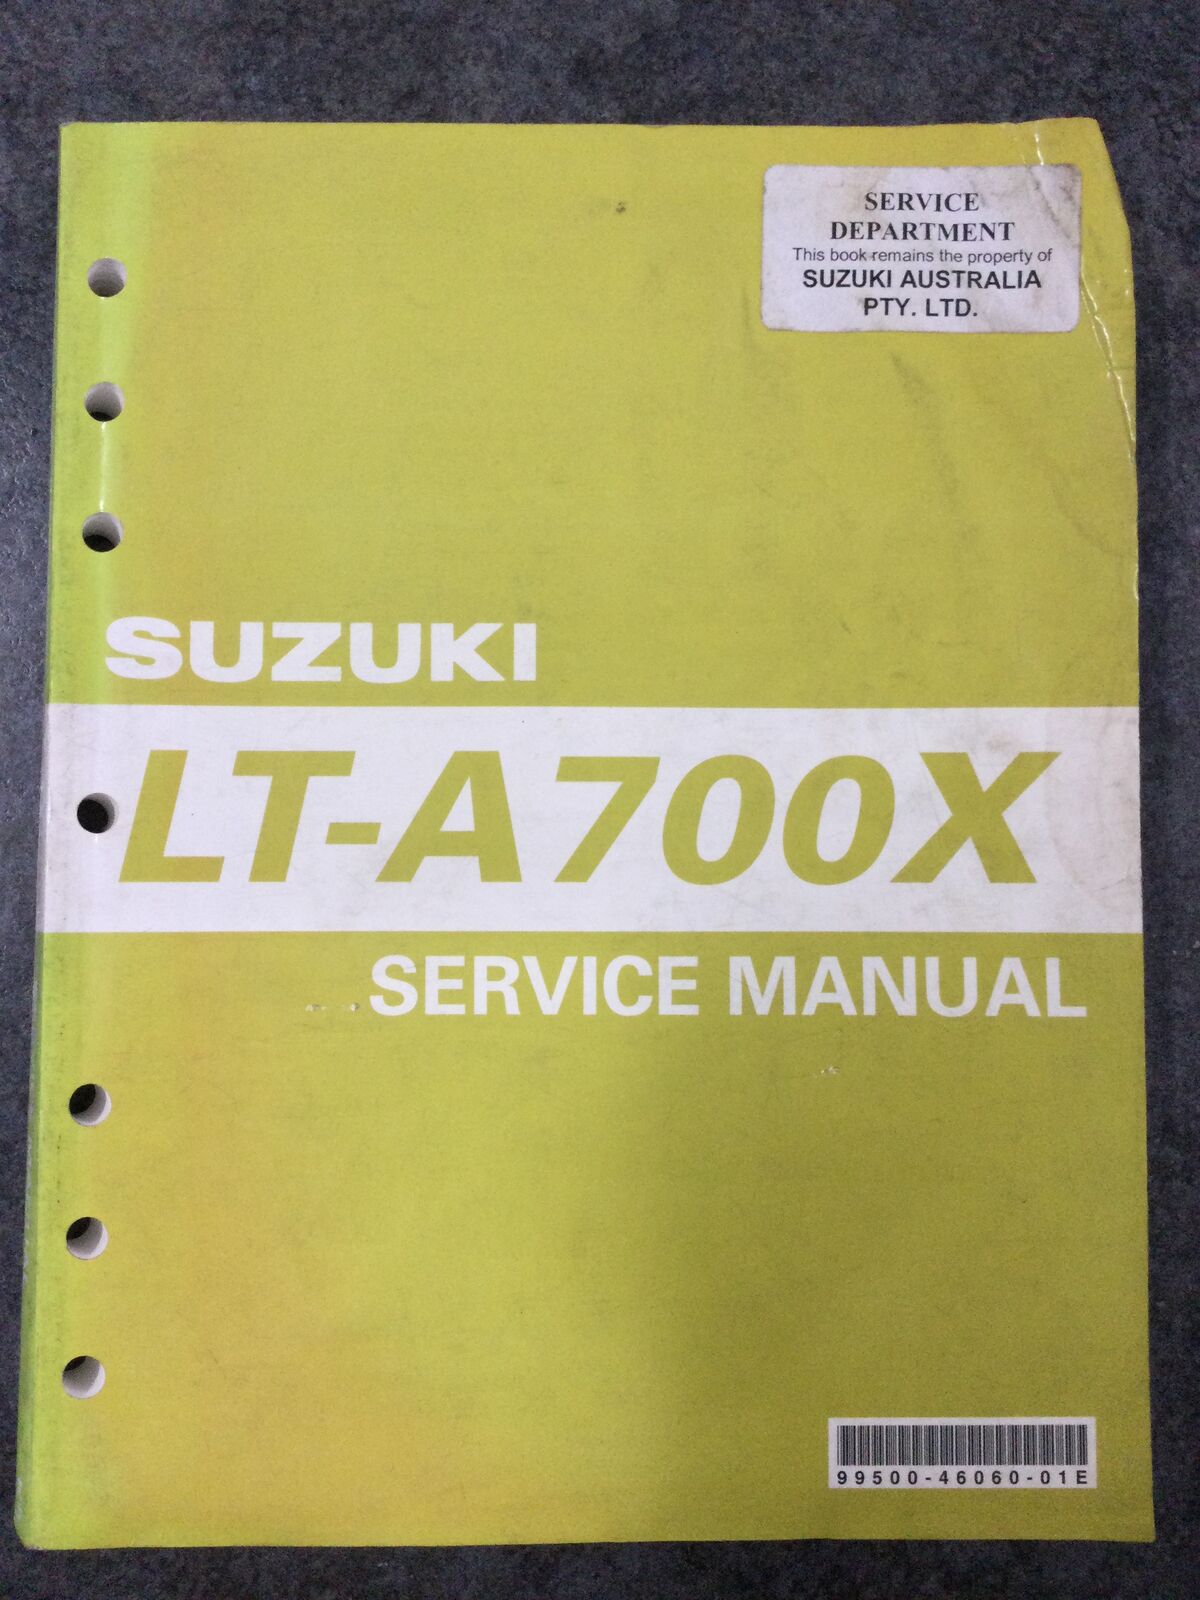 SERVICE
DEPARTMENT
This book remains the property of
SUZUKI AUSTRALIA
PTY. LTD.
SUZUKI
LT-A700X
SERVICE MANUAL
99500-46060-01E